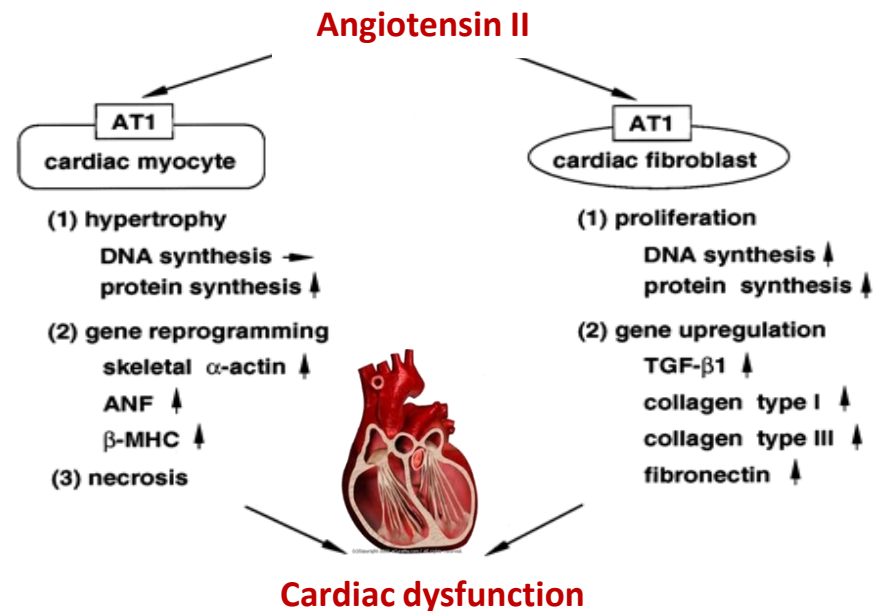 Angiotensin II
AT1
cardiac myocyte
(1) hypertrophy
DNA synthesis →
protein synthesis ↑
(2) gene reprogramming
skeletal α-actin ↑
ANF ↑
β-MHC ↑
(3) necrosis
AT1
cardiac fibroblast
(1) proliferation
DNA synthesis ↑
protein synthesis ↑
(2) gene upregulation
TGF-β1 ↑
collagen type I ↑
collagen type III ↑
fibronectin ↑
Cardiac dysfunction